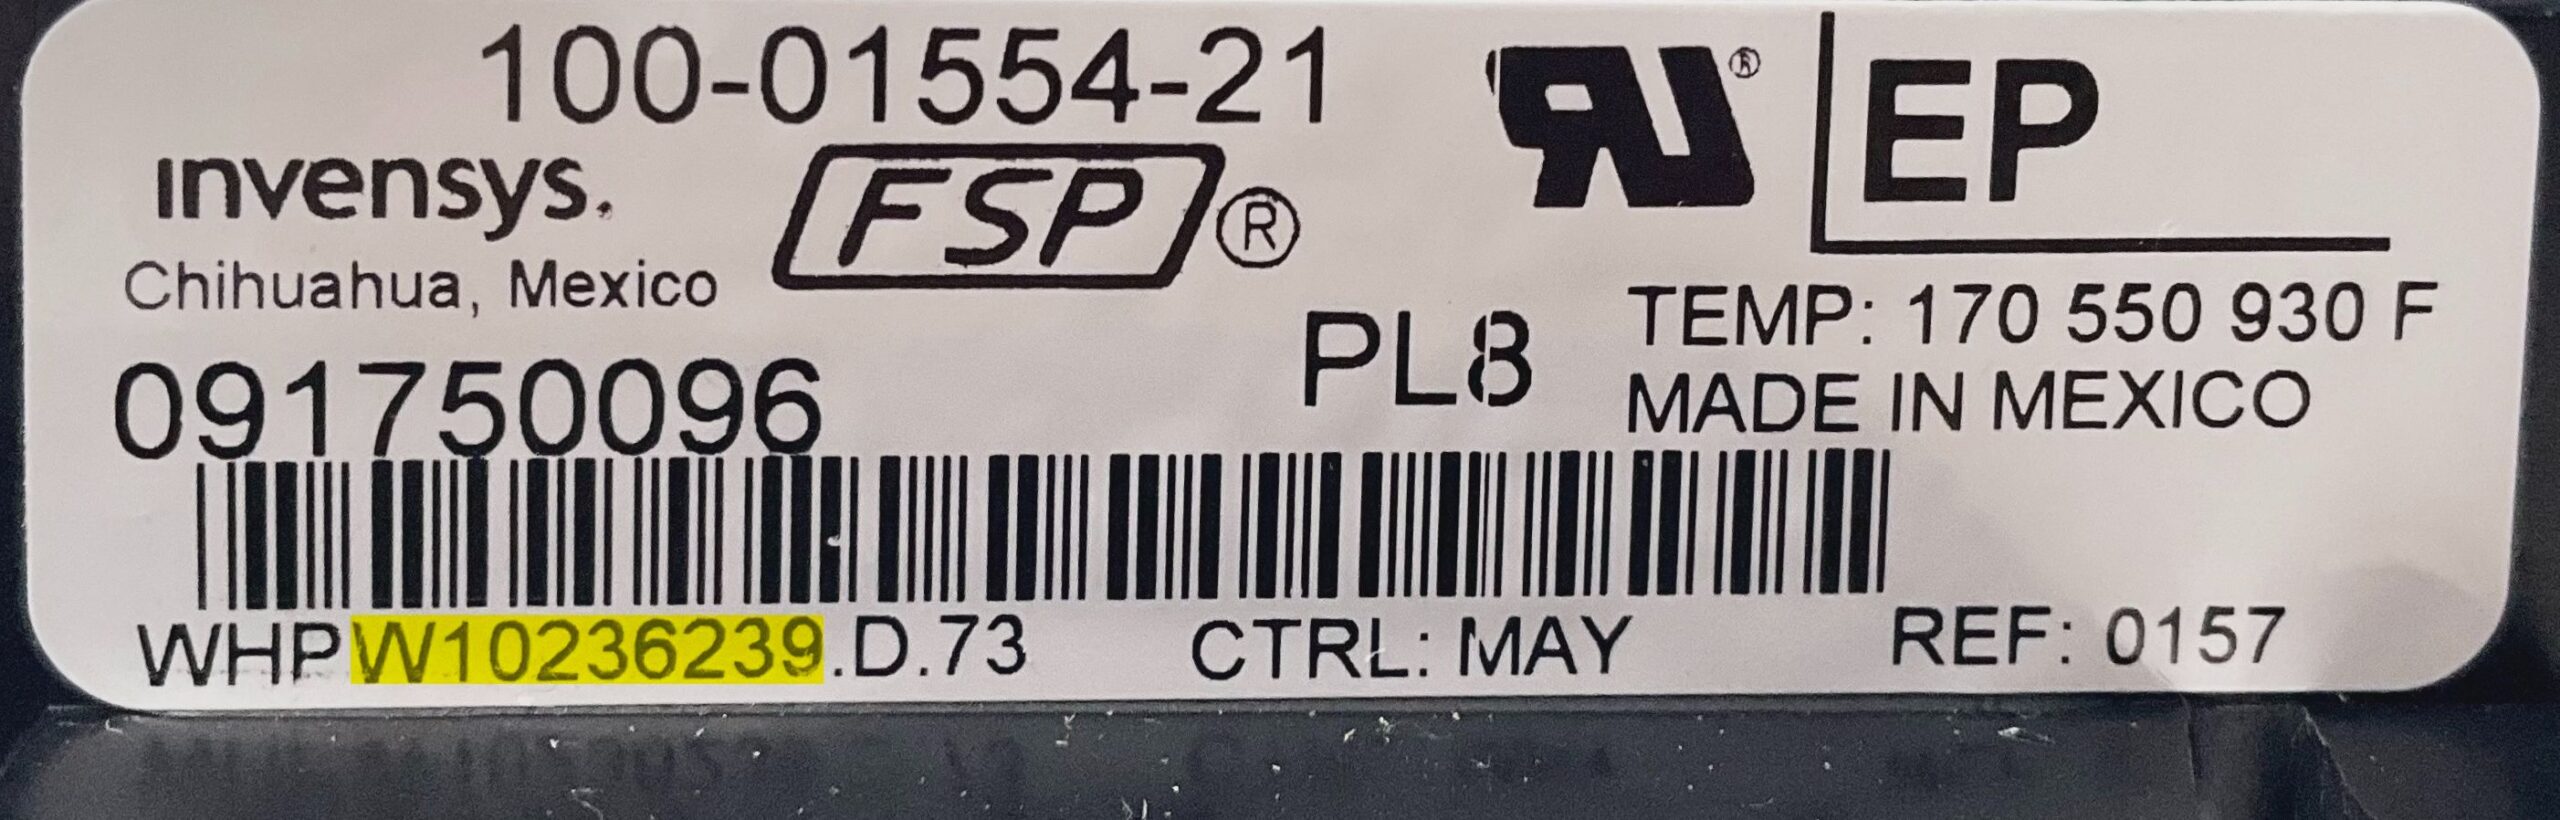 100-01554-21
invensys.
FSP®
EP
Chihuahua, Mexico
TEMP: 170 550 930 F
PL8
MADE IN MEXICO
091750096
WHPW10236239.D.73 CTRL: MAY REF: 0157